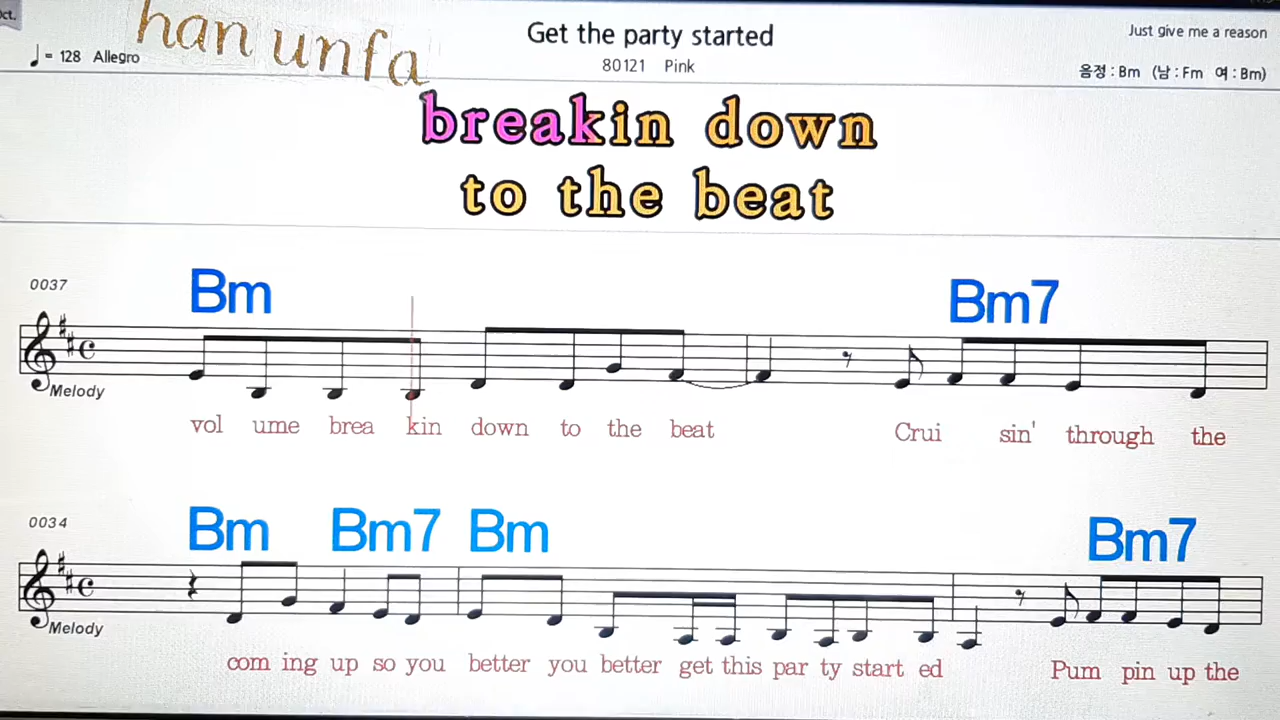 Oct.
han unfa
Get the party started
Just give me a reason
♩ = 128 Allegro
80121 Pink
음정 : Bm (남 : Fm 여 : Bm)
breakin down
to the beat
0037
Bm Bm7
Melody
vol ume brea kin down to the beat Crui sin' through the
0034
Bm Bm7 Bm Bm7
Melody
com ing up so you better you better get this par ty start ed Pum pin up the